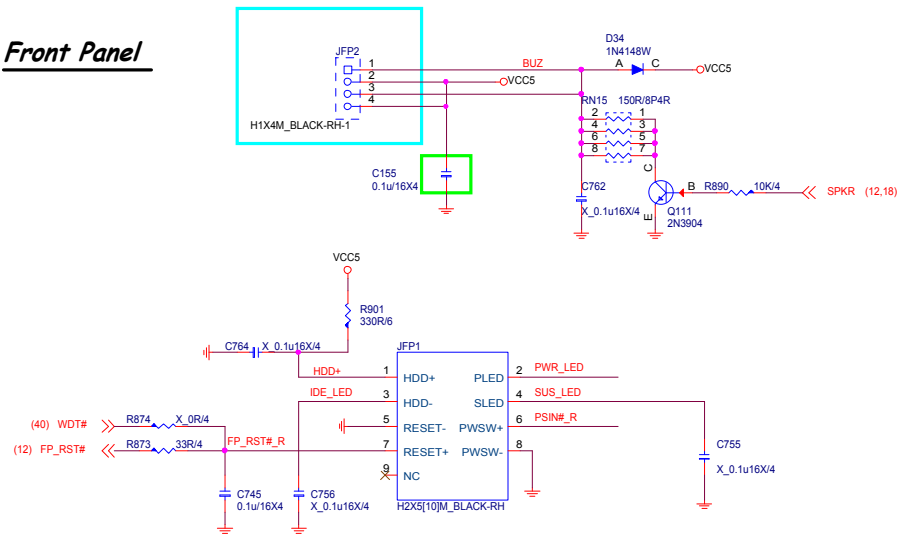 Front Panel
JFP2
1
2
3
4
H1X4M_BLACK-RH-1
BUZ
VCC5
D34
1N4148W
A C
VCC5
RN15 150R/8P4R
2 1
4 3
6 5
8 7
C155
0.1u/16X4
C762
X_0.1u16X/4
C
B
E
Q111
2N3904
R890 10K/4
SPKR (12,18)
VCC5
R901
330R/6
C764 X_0.1u16X/4
JFP1
HDD+ 1 HDD+ PLED 2 PWR_LED
IDE_LED 3 HDD- SLED 4 SUS_LED
5 RESET- PWSW+ 6 PSIN#_R
7 RESET+ PWSW- 8
9 NC
H2X5[10]M_BLACK-RH
(40) WDT# R874 X_0R/4
(12) FP_RST# R873 33R/4 FP_RST#_R
C745
0.1u/16X4
C756
X_0.1u16X/4
C755
X_0.1u16X/4